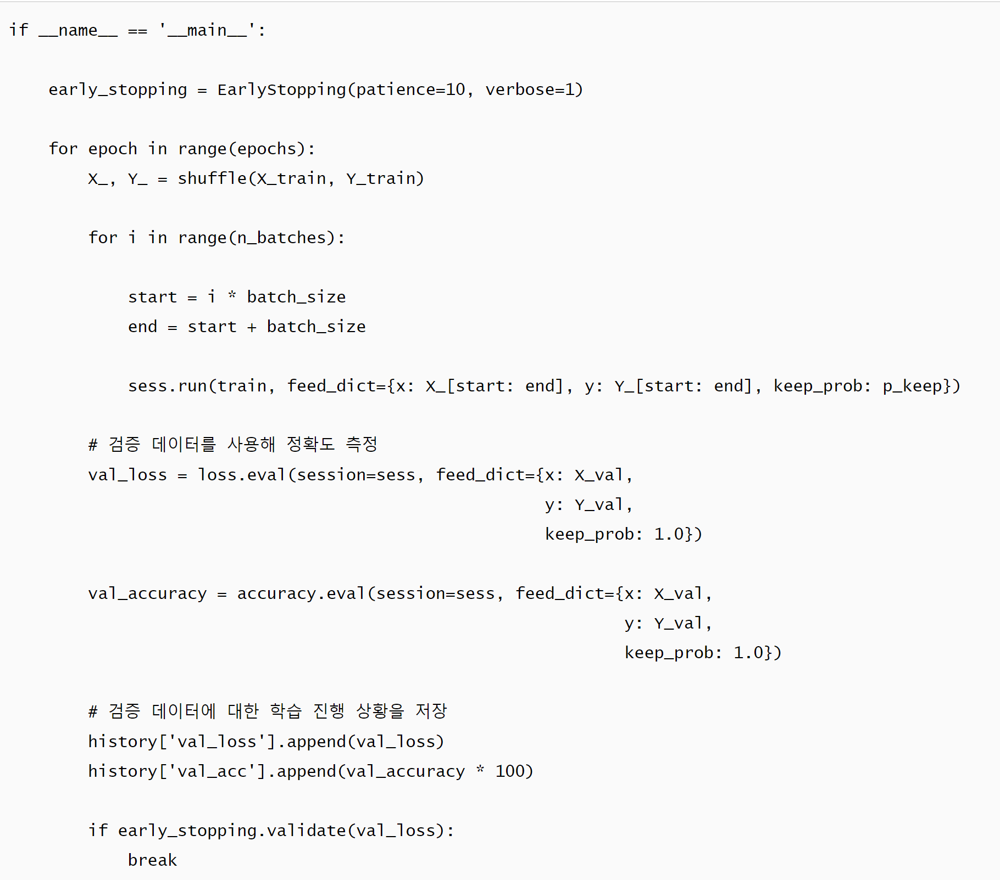 if __name__ == '__main__':
    early_stopping = EarlyStopping(patience=10, verbose=1)
    for epoch in range(epochs):
        X_, Y_ = shuffle(X_train, Y_train)
        for i in range(n_batches):
            start = i * batch_size
            end = start + batch_size
            sess.run(train, feed_dict={x: X_[start: end], y: Y_[start: end], keep_prob: p_keep})
        # 검증 데이터를 사용해 정확도 측정
        val_loss = loss.eval(session=sess, feed_dict={x: X_val,
                                                      y: Y_val,
                                                      keep_prob: 1.0})
        val_accuracy = accuracy.eval(session=sess, feed_dict={x: X_val,
                                                              y: Y_val,
                                                              keep_prob: 1.0})
        # 검증 데이터에 대한 학습 진행 상황을 저장
        history['val_loss'].append(val_loss)
        history['val_acc'].append(val_accuracy * 100)
        if early_stopping.validate(val_loss):
            break